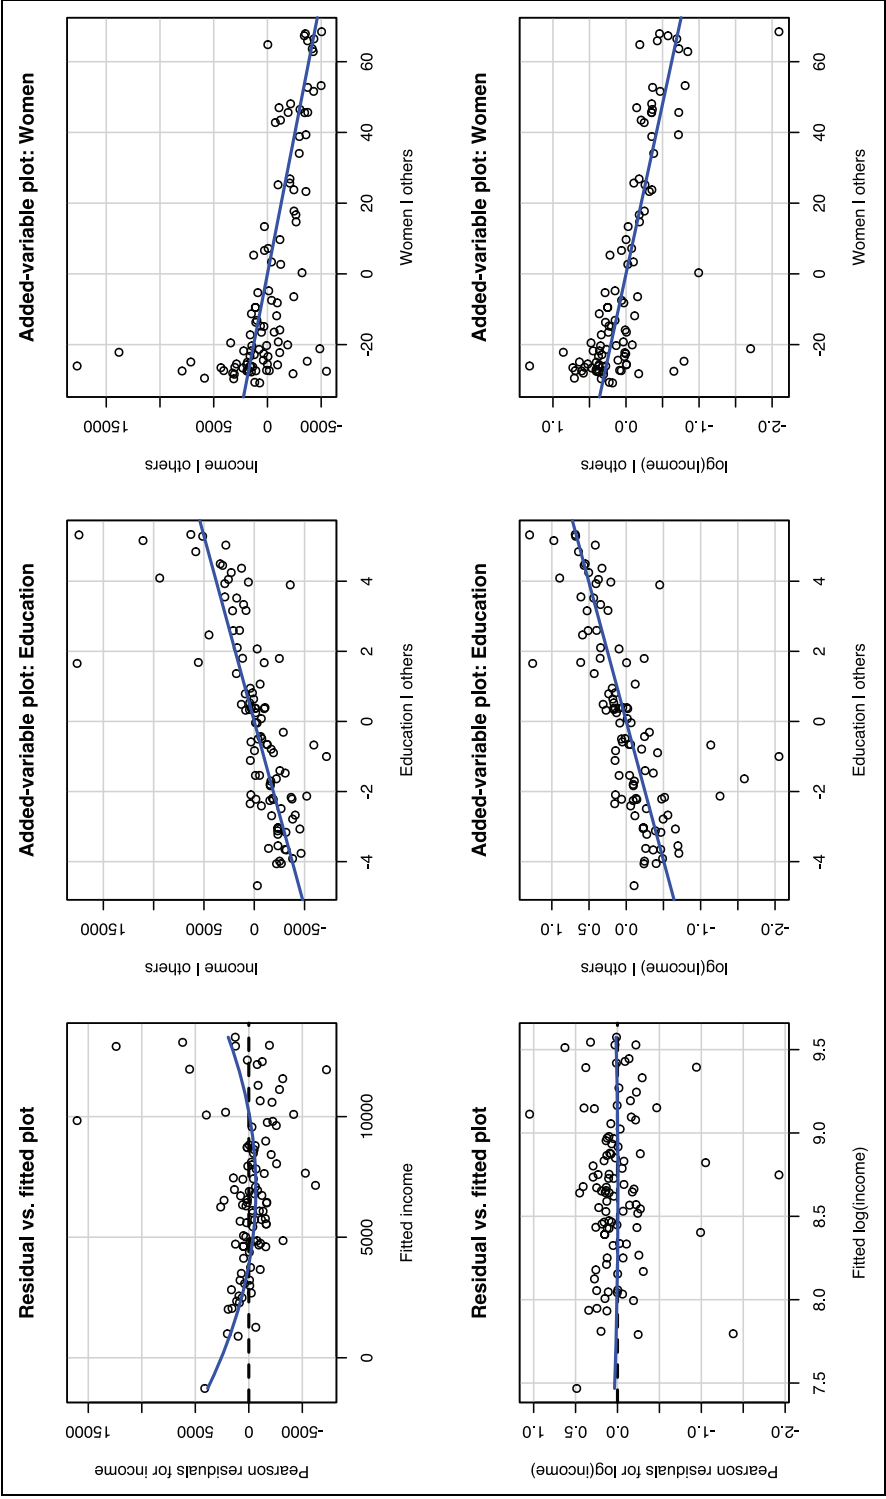 Residual vs. fitted plot
Pearson residuals for income
15000
5000
0
-5000
0 5000 10000
Fitted income
Added-variable plot: Education
Income | others
15000
5000
0
-5000
-4 -2 0 2 4
Education | others
Added-variable plot: Women
Income | others
15000
5000
0
-5000
-20 0 20 40 60
Women | others
Residual vs. fitted plot
Pearson residuals for log(income)
1.0
0.5
0.0
-1.0
-2.0
7.5 8.0 8.5 9.0 9.5
Fitted log(income)
Added-variable plot: Education
log(Income) | others
1.0
0.5
0.0
-1.0
-2.0
-4 -2 0 2 4
Education | others
Added-variable plot: Women
log(Income) | others
1.0
0.0
-1.0
-2.0
-20 0 20 40 60
Women | others